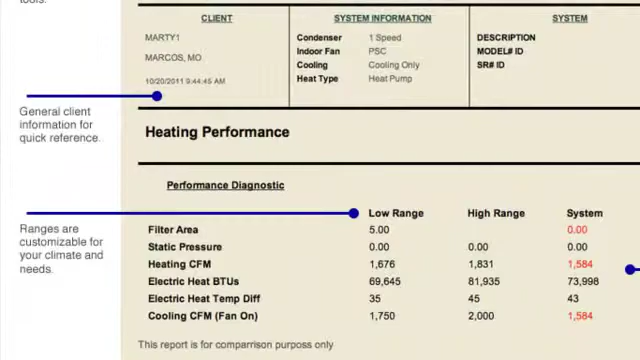 tools.
CLIENT
MARTY1
MARCOS, MO
10/20/2011 9:44:45 AM
SYSTEM INFORMATION
Condenser 1 Speed
Indoor Fan PSC
Cooling Cooling Only
Heat Type Heat Pump
SYSTEM
DESCRIPTION
MODEL# ID
SR# ID
General client
information for
quick reference.
Heating Performance
Performance Diagnostic
Ranges are
customizable for
your climate and
needs.
Low Range High Range System
Filter Area 5.00 0.00
Static Pressure 0.00 0.00 0.00
Heating CFM 1,676 1,831 1,584
Electric Heat BTUs 69,645 81,935 73,998
Electric Heat Temp Diff 35 45 43
Cooling CFM (Fan On) 1,750 2,000 1,584
This report is for comparrison purposs only